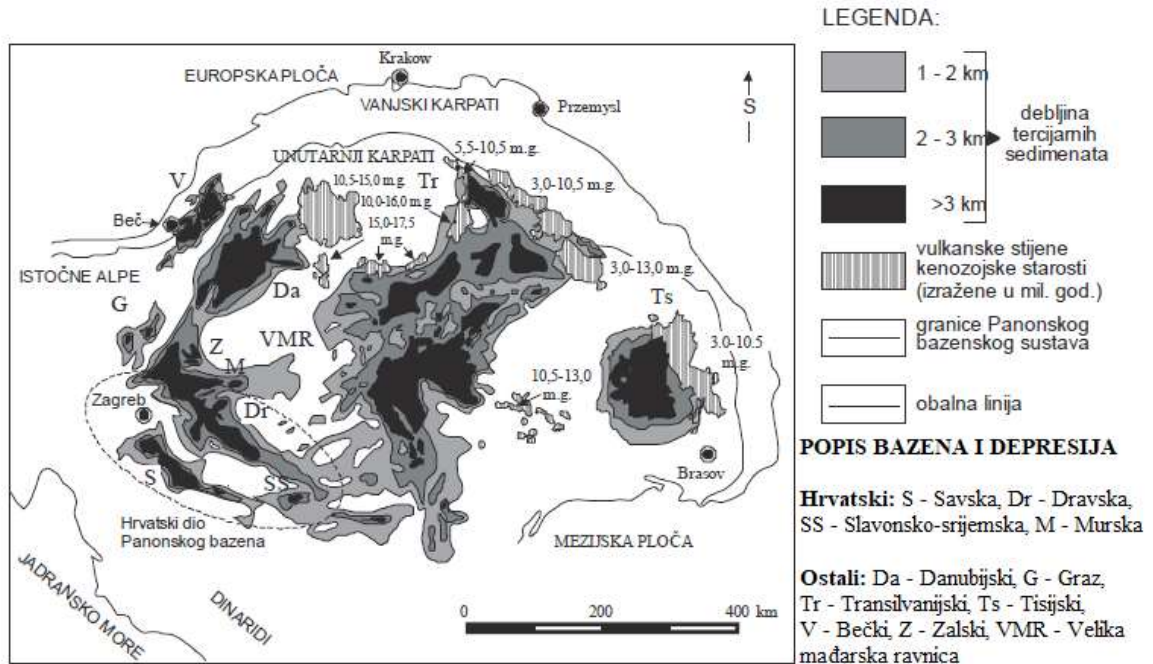 LEGENDA:
1 - 2 km
2 - 3 km
>3 km
debljina
tercijarnih
sedimenata
vulkanske stijene
kenozojske starosti
(izražene u mil. god.)
granice Panonskog
bazenskog sustava
obalna linija
POPIS BAZENA I DEPRESIJA
Hrvatski: S - Savska, Dr - Dravska,
SS - Slavonsko-srijemska, M - Murska
Ostali: Da - Danubijski, G - Graz,
Tr - Transilvanijski, Ts - Tisijski,
V - Bečki, Z - Zalski, VMR - Velika
mađarska ravnica
Krakow
EUROPSKA PLOČA
VANJSKI KARPATI
Przemysl
S
UNUTARNJI KARPATI
5,5-10,5 m.g.
V
10,5-15,0 m.g.
Tr
3,0-10,5 m.g.
10,0-16,0 m.g.
Beč
15,0-17,5
m.g.
ISTOČNE ALPE
3,0-13,0 m.g.
Da
Ts
G
VMR
Z
M
3.0-10.5
m.g.
10,5-13,0
m.g.
Zagreb
Dr
Brasov
S
SS
Hrvatski dio
Panonskog bazena
MEZIJSKA PLOČA
JADRANSKO MORE
DINARIDI
0
200
400 km